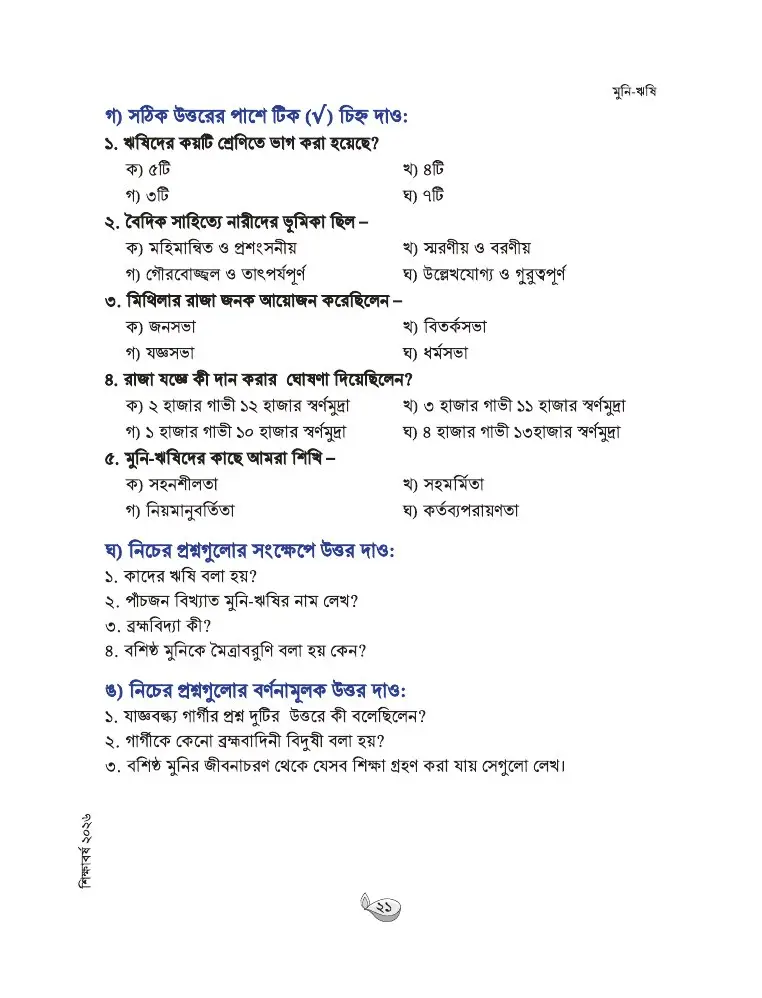 মুনি-ঋষি
গ) সঠিক উত্তরের পাশে টিক (√) চিহ্ন দাও:
১. ঋষিদের কয়টি শ্রেণিতে ভাগ করা হয়েছে?
ক) ৫টি খ) ৪টি
গ) ৩টি ঘ) ৭টি
২. বৈদিক সাহিত্যে নারীদের ভূমিকা ছিল –
ক) মহিমান্বিত ও প্রশংসনীয় খ) স্মরণীয় ও বরণীয়
গ) গৌরবোজ্জ্বল ও তাৎপর্যপূর্ণ ঘ) উল্লেখযোগ্য ও গুরুত্বপূর্ণ
৩. মিথিলার রাজা জনক আয়োজন করেছিলেন –
ক) জনসভা খ) বিতর্কসভা
গ) যজ্ঞসভা ঘ) ধর্মসভা
৪. রাজা যজ্ঞে কী দান করার ঘোষণা দিয়েছিলেন?
ক) ২ হাজার গাভী ১২ হাজার স্বর্ণমুদ্রা খ) ৩ হাজার গাভী ১১ হাজার স্বর্ণমুদ্রা
গ) ১ হাজার গাভী ১০ হাজার স্বর্ণমুদ্রা ঘ) ৪ হাজার গাভী ১৩হাজার স্বর্ণমুদ্রা
৫. মুনি-ঋষিদের কাছে আমরা শিখি –
ক) সহনশীলতা খ) সহমর্মিতা
গ) নিয়মানুবর্তিতা ঘ) কর্তব্যপরায়ণতা
ঘ) নিচের প্রশ্নগুলোর সংক্ষেপে উত্তর দাও:
১. কাদের ঋষি বলা হয়?
২. পাঁচজন বিখ্যাত মুনি-ঋষির নাম লেখ?
৩. ব্রহ্মবিদ্যা কী?
৪. বশিষ্ঠ মুনিকে মৈত্রাবরুণি বলা হয় কেন?
ঙ) নিচের প্রশ্নগুলোর বর্ণনামূলক উত্তর দাও:
১. যাজ্ঞবল্ক্য গার্গীর প্রশ্ন দুটির উত্তরে কী বলেছিলেন?
২. গার্গীকে কেনো ব্রহ্মবাদিনী বিদুষী বলা হয়?
৩. বশিষ্ঠ মুনির জীবনাচরণ থেকে যেসব শিক্ষা গ্রহণ করা যায় সেগুলো লেখ।
শিক্ষাবর্ষ ২০২৬
২১